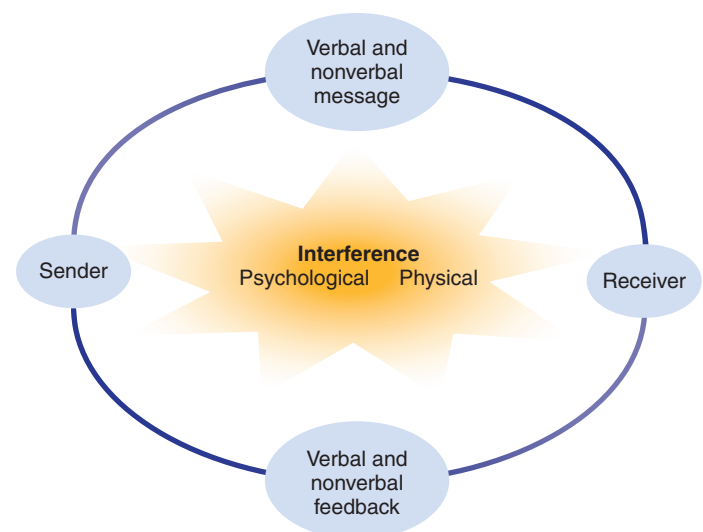 Verbal and
nonverbal
message
Interference
Psychological Physical
Sender
Receiver
Verbal and
nonverbal
feedback